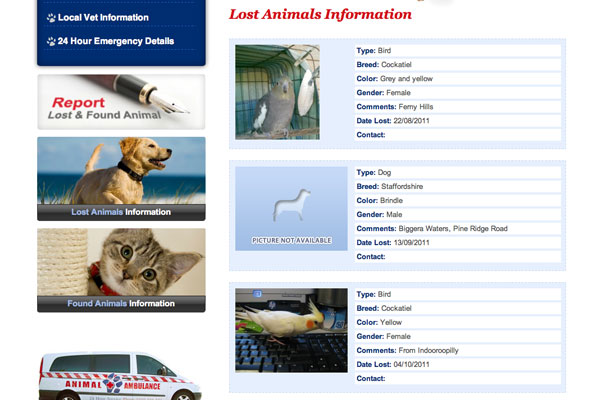 Local Vet Information
24 Hour Emergency Details
Report
Lost & Found Animal
Lost Animals Information
Found Animals Information
ANIMAL AMBULANCE
Lost Animals Information
Type: Bird
Breed: Cockatiel
Color: Grey and yellow
Gender: Female
Comments: Ferny Hills
Date Lost: 22/08/2011
Contact:
PICTURE NOT AVAILABLE
Type: Dog
Breed: Staffordshire
Color: Brindle
Gender: Male
Comments: Biggera Waters, Pine Ridge Road
Date Lost: 13/09/2011
Contact:
Type: Bird
Breed: Cockatiel
Color: Yellow
Gender: Female
Comments: From Indooroopilly
Date Lost: 04/10/2011
Contact: